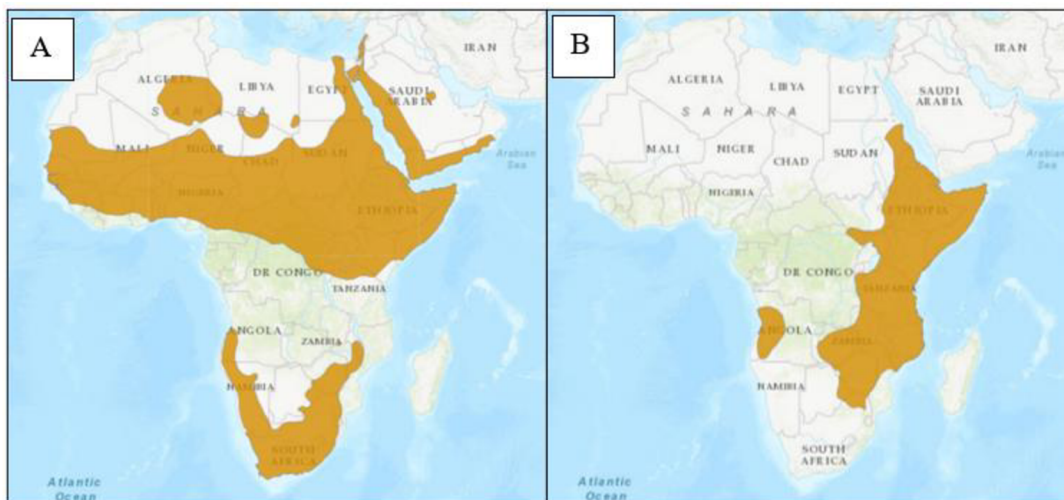 A
IRAN
ALGERIA
LIBYA
EGYPT
SAUDI
ARABIA
SAHARA
MALI
NIGER
CHAD
SUDAN
Arabian
Sea
NIGERIA
ETHIOPIA
DR CONGO
TANZANIA
ANGOLA
ZAMBIA
NAMIBIA
SOUTH
AFRICA
Atlantic
Ocean
B
IRAN
ALGERIA
LIBYA
EGYPT
SAUDI
ARABIA
SAHARA
MALI
NIGER
CHAD
SUDAN
Arabian
Sea
NIGERIA
ETHIOPIA
DR CONGO
TANZANIA
ANGOLA
ZAMBIA
NAMIBIA
SOUTH
AFRICA
Atlantic
Ocean